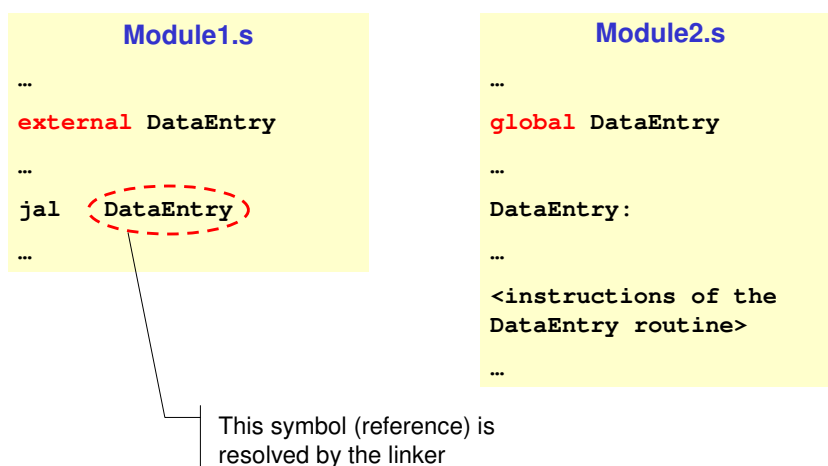 Module1.s
…
external DataEntry
…
jal DataEntry
…
Module2.s
…
global DataEntry
…
DataEntry:
…
<instructions of the
DataEntry routine>
…
This symbol (reference) is
resolved by the linker